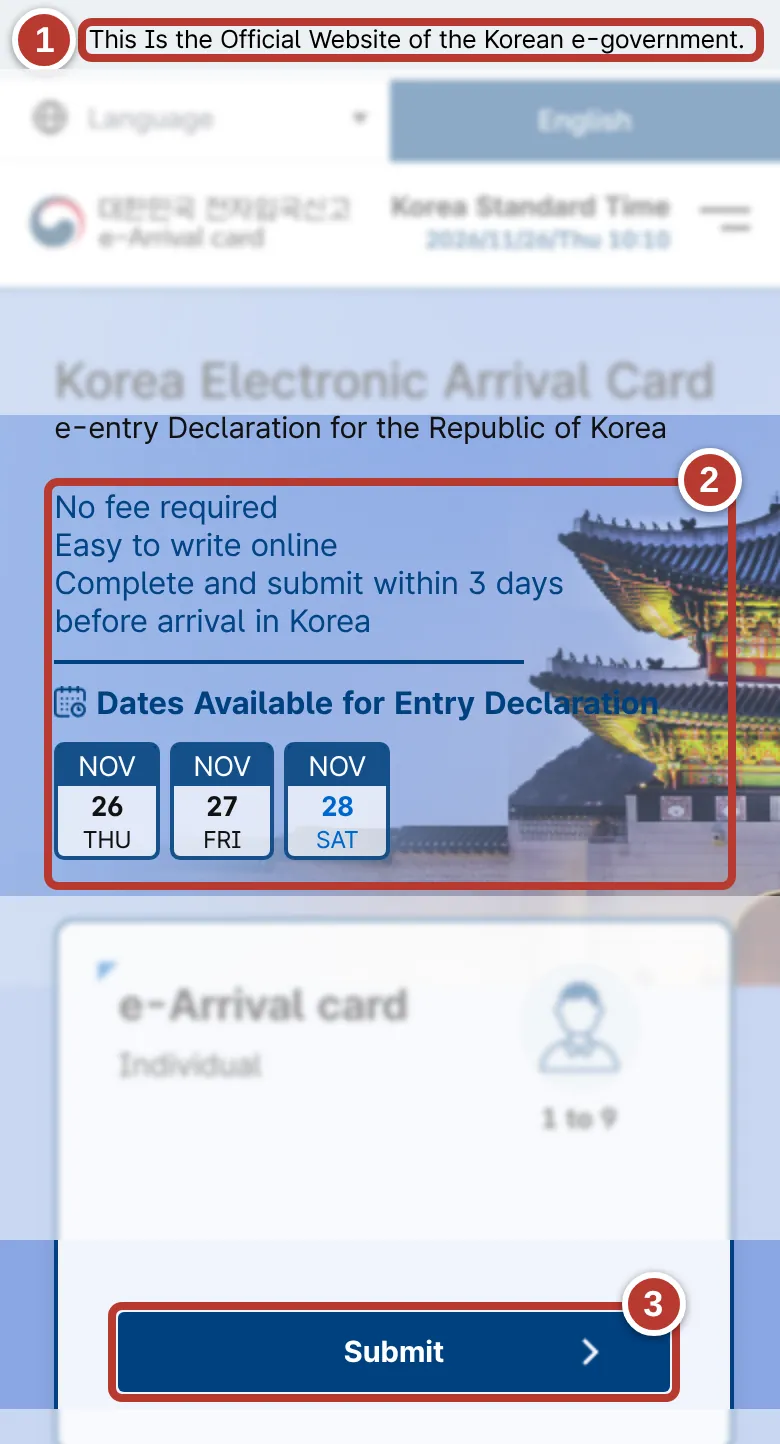 1
This Is the Official Website of the Korean e-government.
Language
English
대한민국 전자입국신고
e-Arrival card
Korea Standard Time
2026/11/26/Thu 10:10
Korea Electronic Arrival Card
e-entry Declaration for the Republic of Korea
2
No fee required
Easy to write online
Complete and submit within 3 days
before arrival in Korea
Dates Available for Entry Declaration
NOV NOV NOV
26 27 28
THU FRI SAT
e-Arrival card
Individual
1 to 9
3
Submit